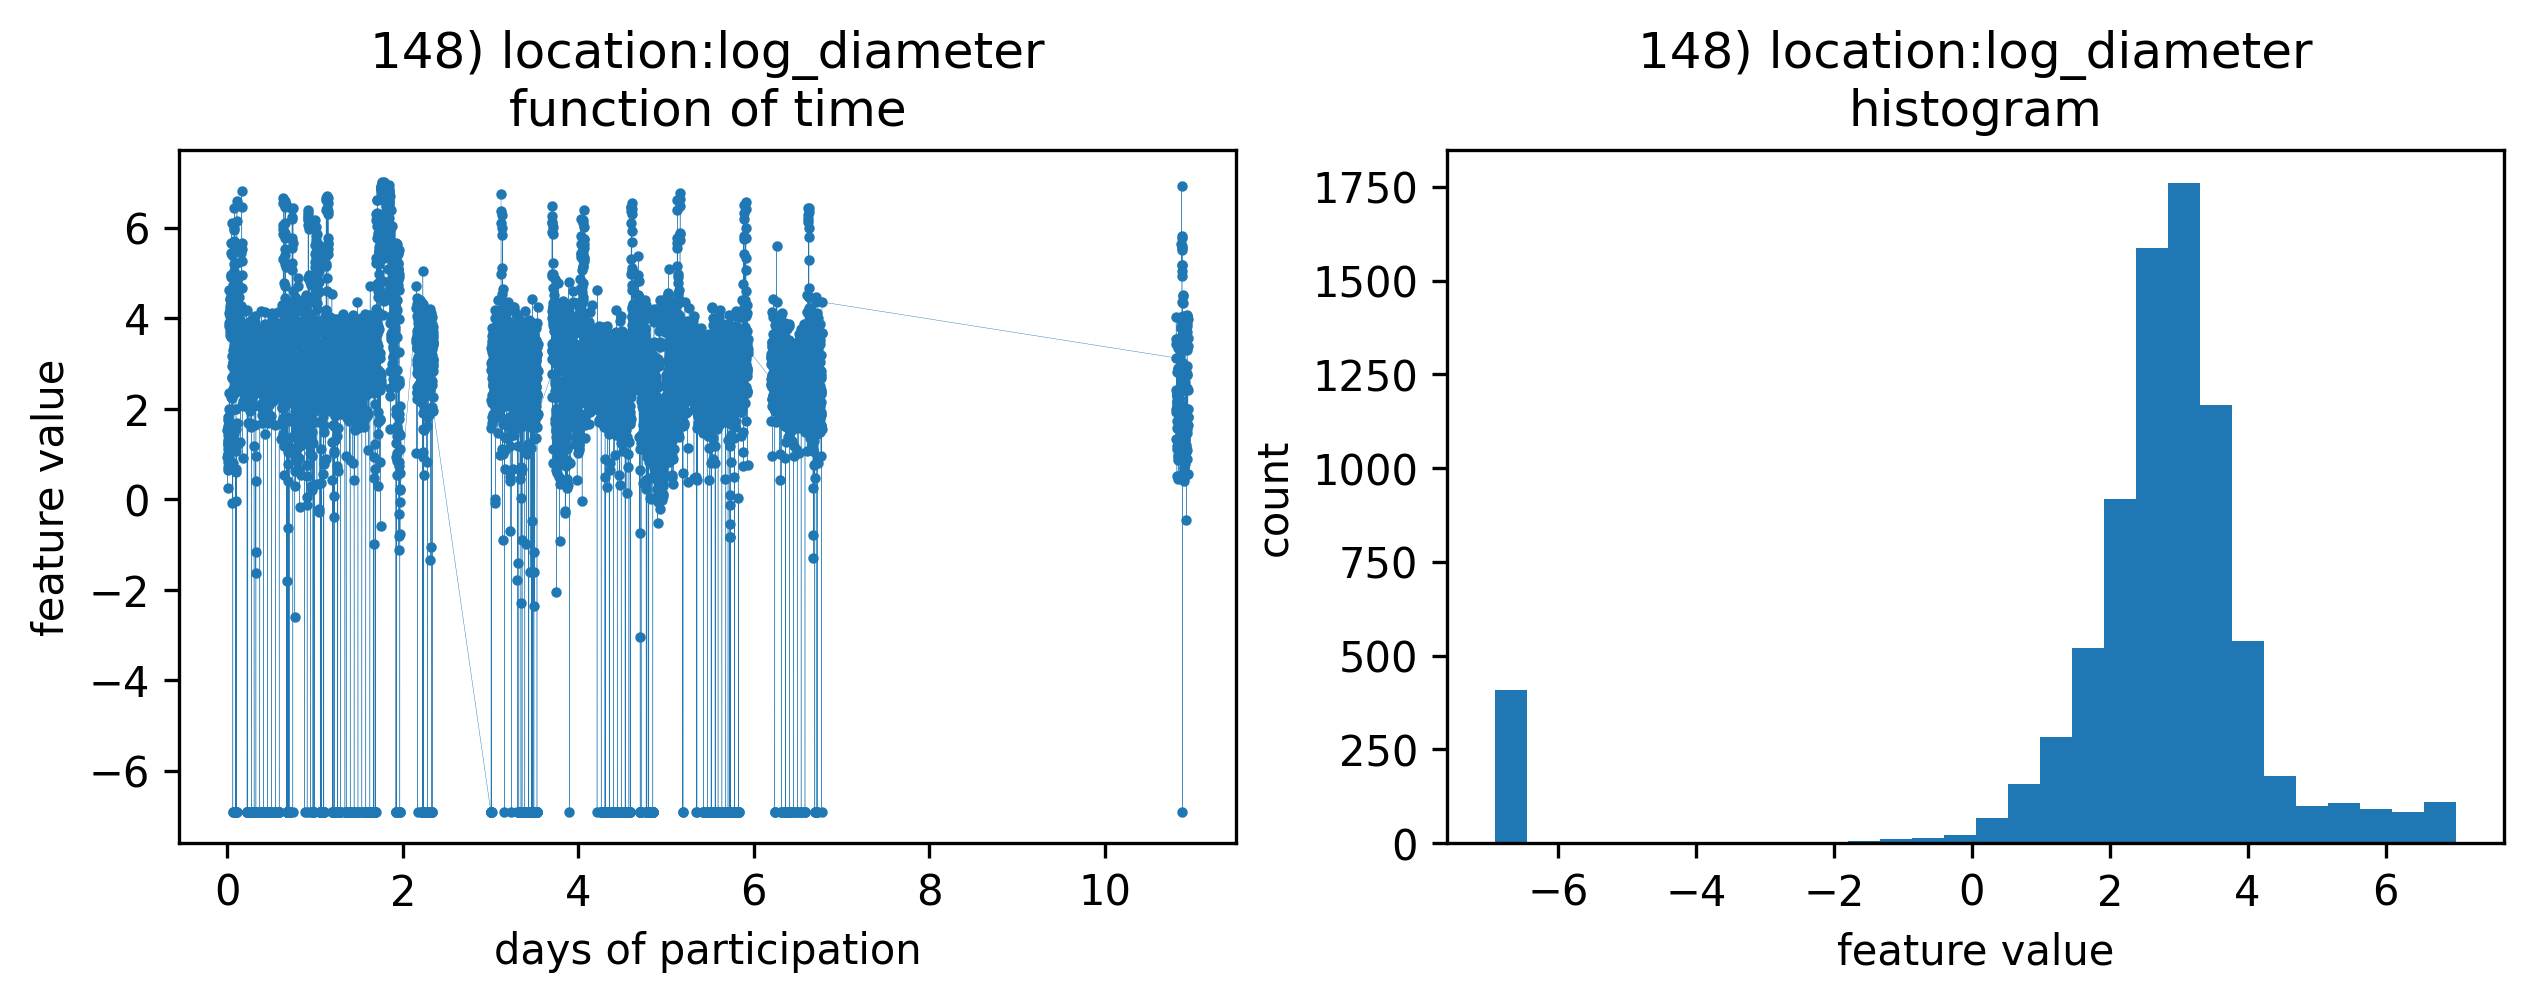 148) location:log_diameter
function of time
feature value
6
4
2
0
−2
−4
−6
0 2 4 6 8 10
days of participation
148) location:log_diameter
histogram
count
1750
1500
1250
1000
750
500
250
0
−6 −4 −2 0 2 4 6
feature value